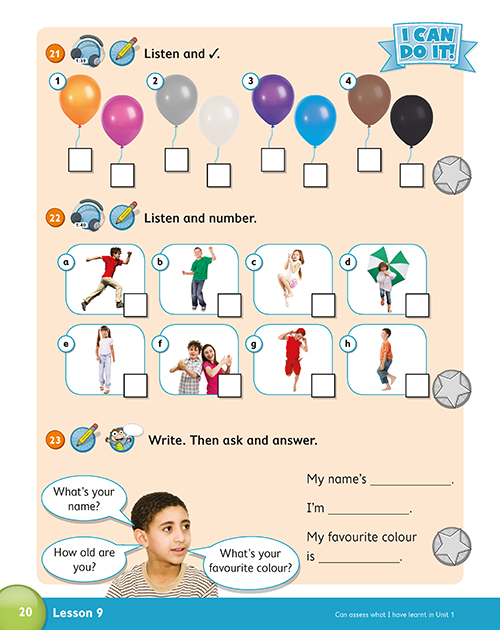 I CAN
DO IT!
21 1:39 Listen and ✓.
1 2 3 4
22 1:40 Listen and number.
a b c d
e f g h
23 Write. Then ask and answer.
What's your
name?
How old are
you?
What's your
favourite colour?
My name's ____________.
I'm ____________.
My favourite colour
is ____________.
20 Lesson 9
Can assess what I have learnt in Unit 1